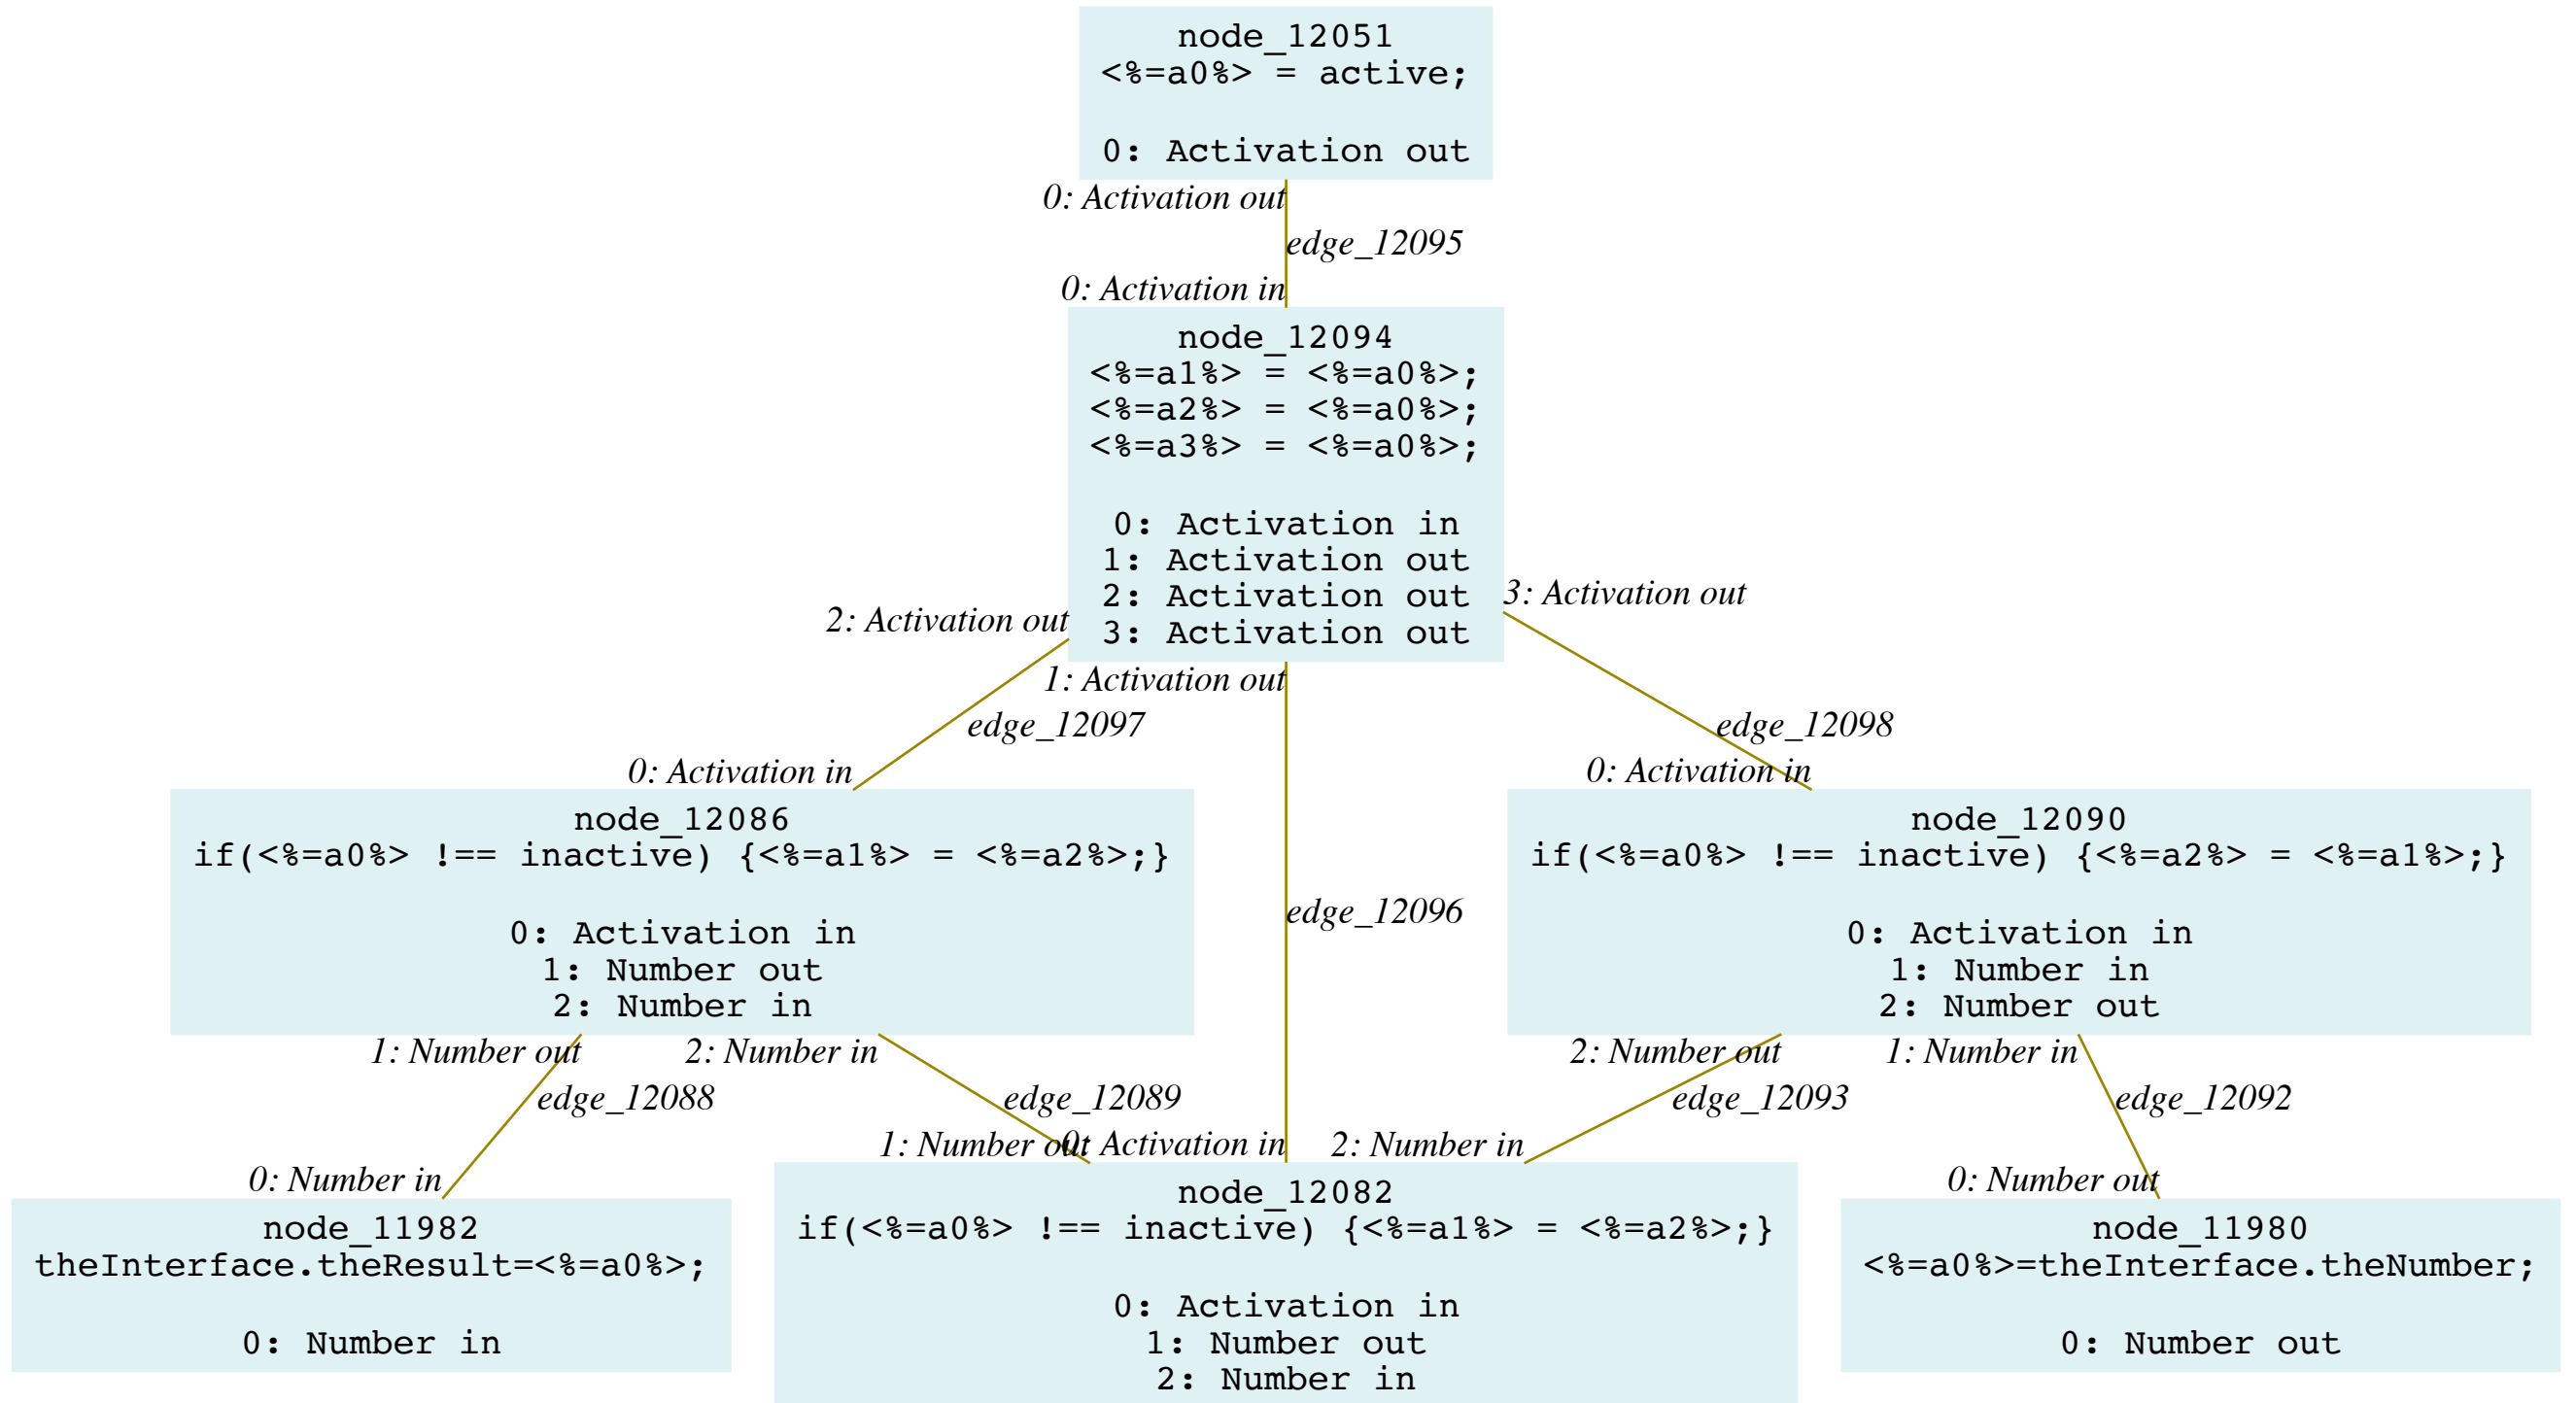 node_12051
<%=a0%> = active;
0: Activation out
0: Activation out
edge_12095
0: Activation in
node_12094
<%=a1%> = <%=a0%>;
<%=a2%> = <%=a0%>;
<%=a3%> = <%=a0%>;
0: Activation in
1: Activation out
2: Activation out
3: Activation out
2: Activation out
3: Activation out
1: Activation out
edge_12097
edge_12098
0: Activation in
0: Activation in
node_12086
if(<%=a0%> !== inactive) {<%=a1%> = <%=a2%>;}
0: Activation in
1: Number out
2: Number in
edge_12096
node_12090
if(<%=a0%> !== inactive) {<%=a2%> = <%=a1%>;}
0: Activation in
1: Number in
2: Number out
1: Number out
2: Number in
2: Number out
1: Number in
edge_12088
edge_12089
edge_12093
edge_12092
0: Number in
1: Number out
0: Activation in
2: Number in
0: Number out
node_11982
theInterface.theResult=<%=a0%>;
0: Number in
node_12082
if(<%=a0%> !== inactive) {<%=a1%> = <%=a2%>;}
0: Activation in
1: Number out
2: Number in
node_11980
<%=a0%>=theInterface.theNumber;
0: Number out